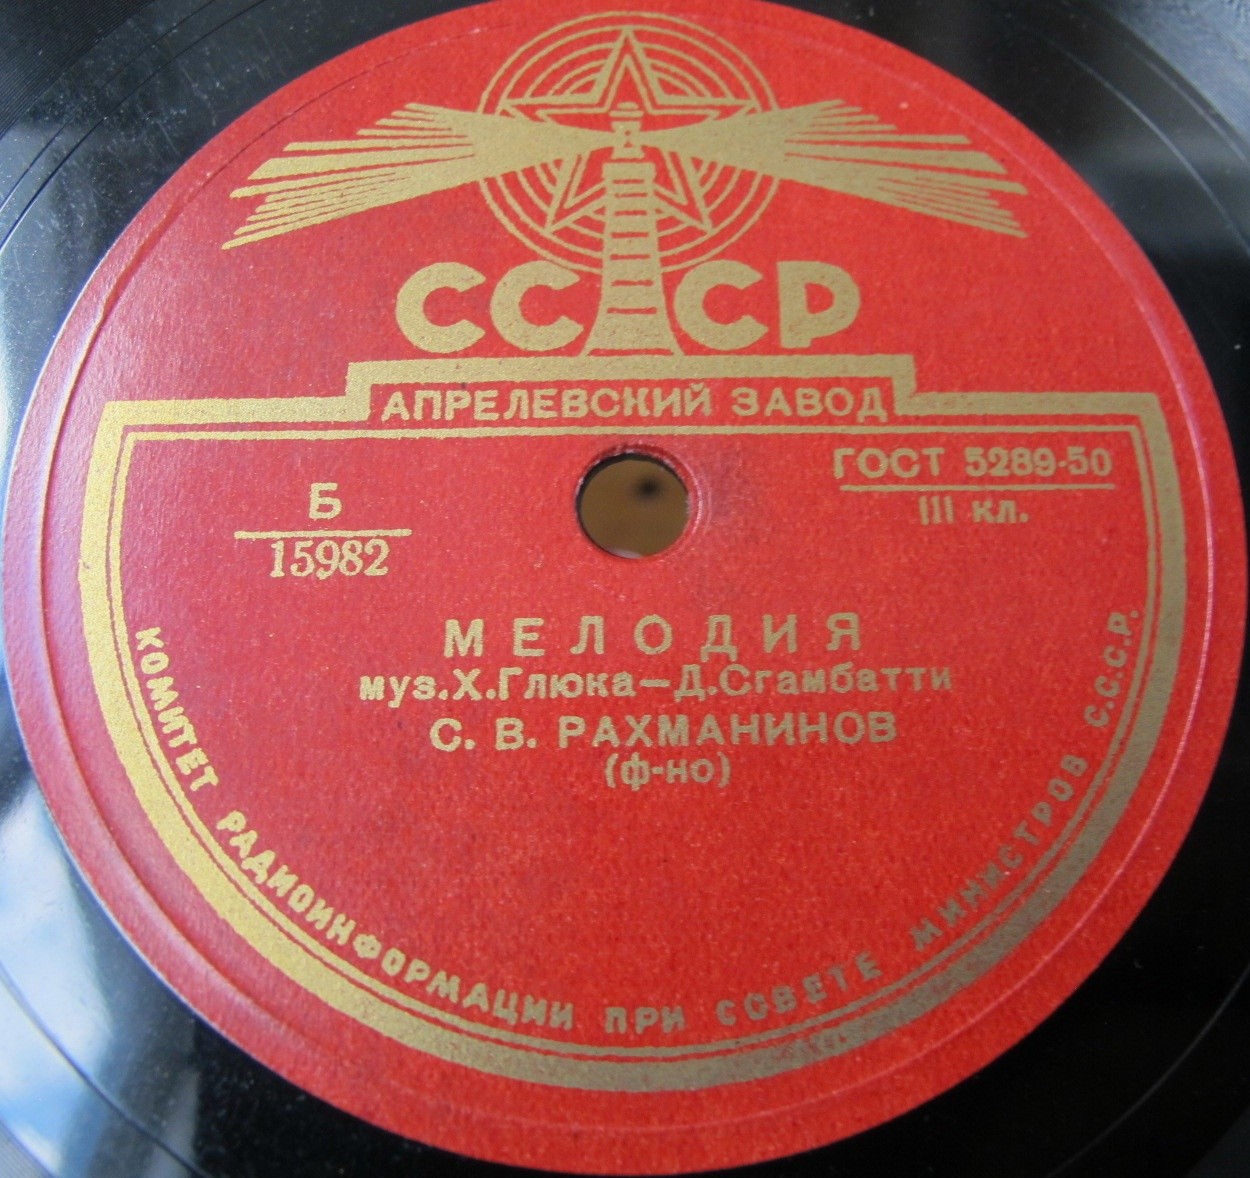 СССР
АПРЕЛЕВСКИЙ ЗАВОД
ГОСТ 5289-50
III кл.
Б
15982
МЕЛОДИЯ
муз.Х.Глюка–Д.Сгамбатти
С. В. РАХМАНИНОВ
(ф-но)
КОМИТЕТ РАДИОИНФОРМАЦИИ ПРИ СОВЕТЕ МИНИСТРОВ С.С.С.Р.